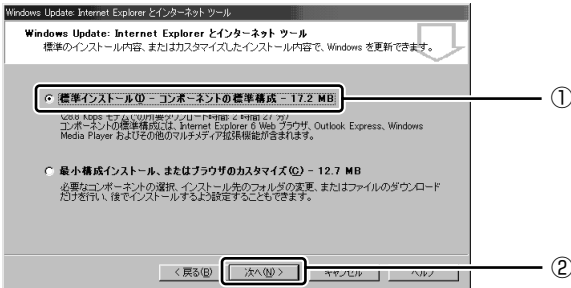 Windows Update: Internet Explorer とインターネット ツール
Windows Update: Internet Explorer とインターネット ツール
標準のインストール内容、またはカスタマイズしたインストール内容で、Windows を更新できます。
標準インストール(I) - コンポーネントの標準構成 - 17.2 MB
①
(28.8 Kbps モデムでの所要ダウンロード時間 2 時間 27 分)
コンポーネントの標準構成には、Internet Explorer 6 Web ブラウザ、Outlook Express、Windows
Media Player およびその他のマルチメディア拡張機能が含まれます。
最小構成インストール、またはブラウザのカスタマイズ(C) - 12.7 MB
必要なコンポーネントの選択、インストール先のフォルダの変更、またはファイルのダウンロード
だけを行い、後でインストールするよう設定することもできます。
< 戻る(B) 次へ(N) > キャンセル ヘルプ
②